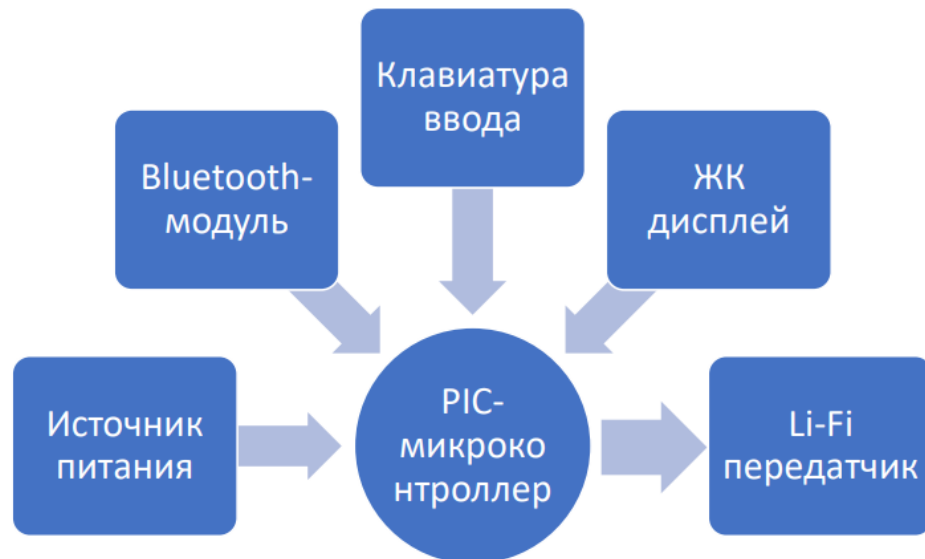 Клавиатура
ввода
Bluetooth-
модуль
ЖК
дисплей
Источник
питания
PIC-
микроко
нтроллер
Li-Fi
передатчик